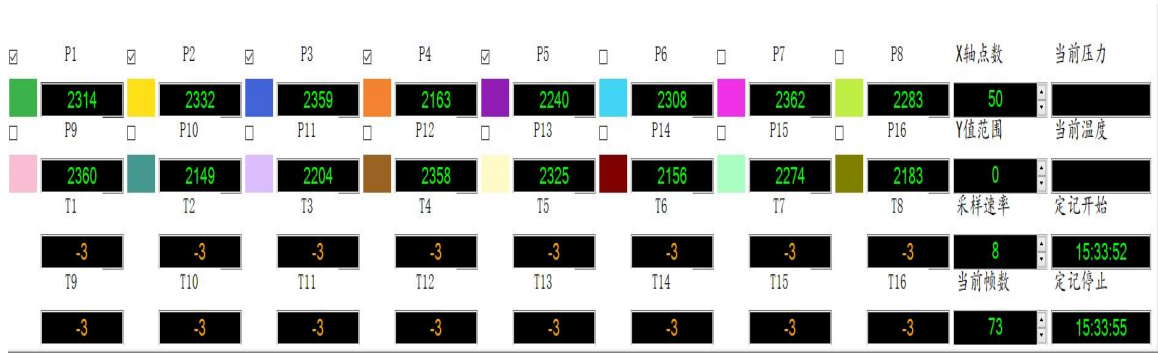 P1 P2 P3 P4 P5 P6 P7 P8 X轴点数 当前压力
2314 2332 2359 2163 2240 2308 2362 2283 50
P9 P10 P11 P12 P13 P14 P15 P16 Y值范围 当前温度
2360 2149 2204 2358 2325 2156 2274 2183 0
T1 T2 T3 T4 T5 T6 T7 T8 采样速率 定记开始
-3 -3 -3 -3 -3 -3 -3 -3 8 15:33:52
T9 T10 T11 T12 T13 T14 T15 T16 当前帧数 定记停止
-3 -3 -3 -3 -3 -3 -3 -3 73 15:33:55